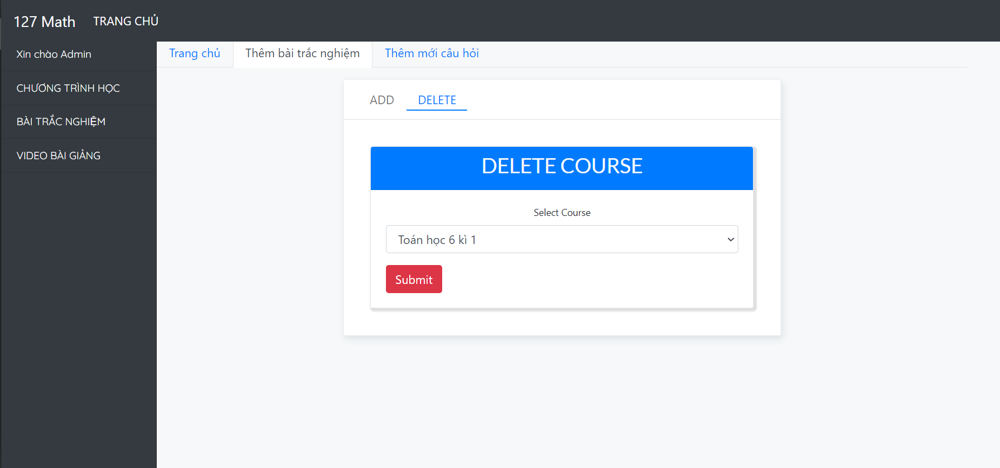 127 Math TRANG CHỦ
Xin chào Admin
CHƯƠNG TRÌNH HỌC
BÀI TRẮC NGHIỆM
VIDEO BÀI GIẢNG
Trang chủ Thêm bài trắc nghiệm Thêm mới câu hỏi
ADD DELETE
DELETE COURSE
Select Course
Toán học 6 kì 1
Submit